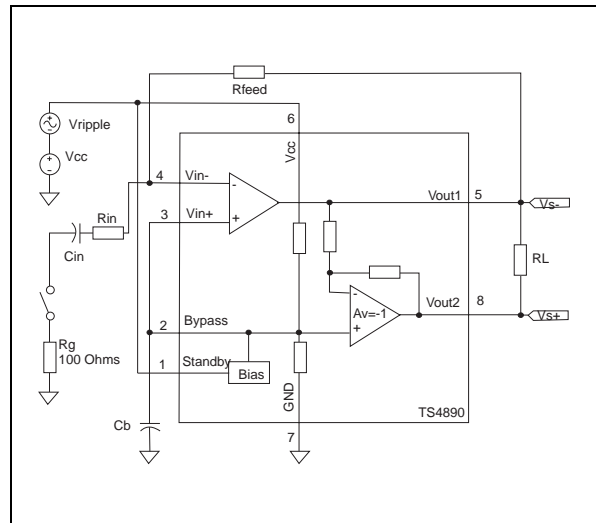 Rfeed
6
Vripple
Vcc
Vcc
4
Vin-
-
Vout1
5
Vs-
Rin
3
Vin+
+
Cin
RL
-
Av=-1
Vout2
8
Vs+
2
Bypass
+
Rg
100 Ohms
1
Standby
Bias
GND
TS4890
Cb
7